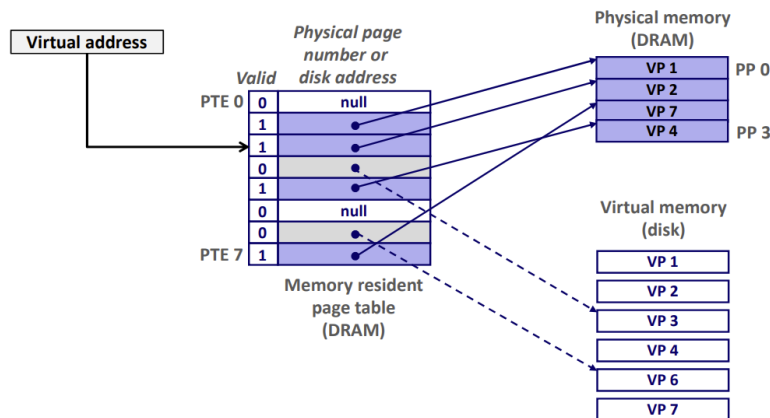 Virtual address
Physical page
number or
disk address
Valid
PTE 0
0
null
1
1
0
1
0
null
0
PTE 7
1
Memory resident
page table
(DRAM)
Physical memory
(DRAM)
VP 1
PP 0
VP 2
VP 7
VP 4
PP 3
Virtual memory
(disk)
VP 1
VP 2
VP 3
VP 4
VP 6
VP 7